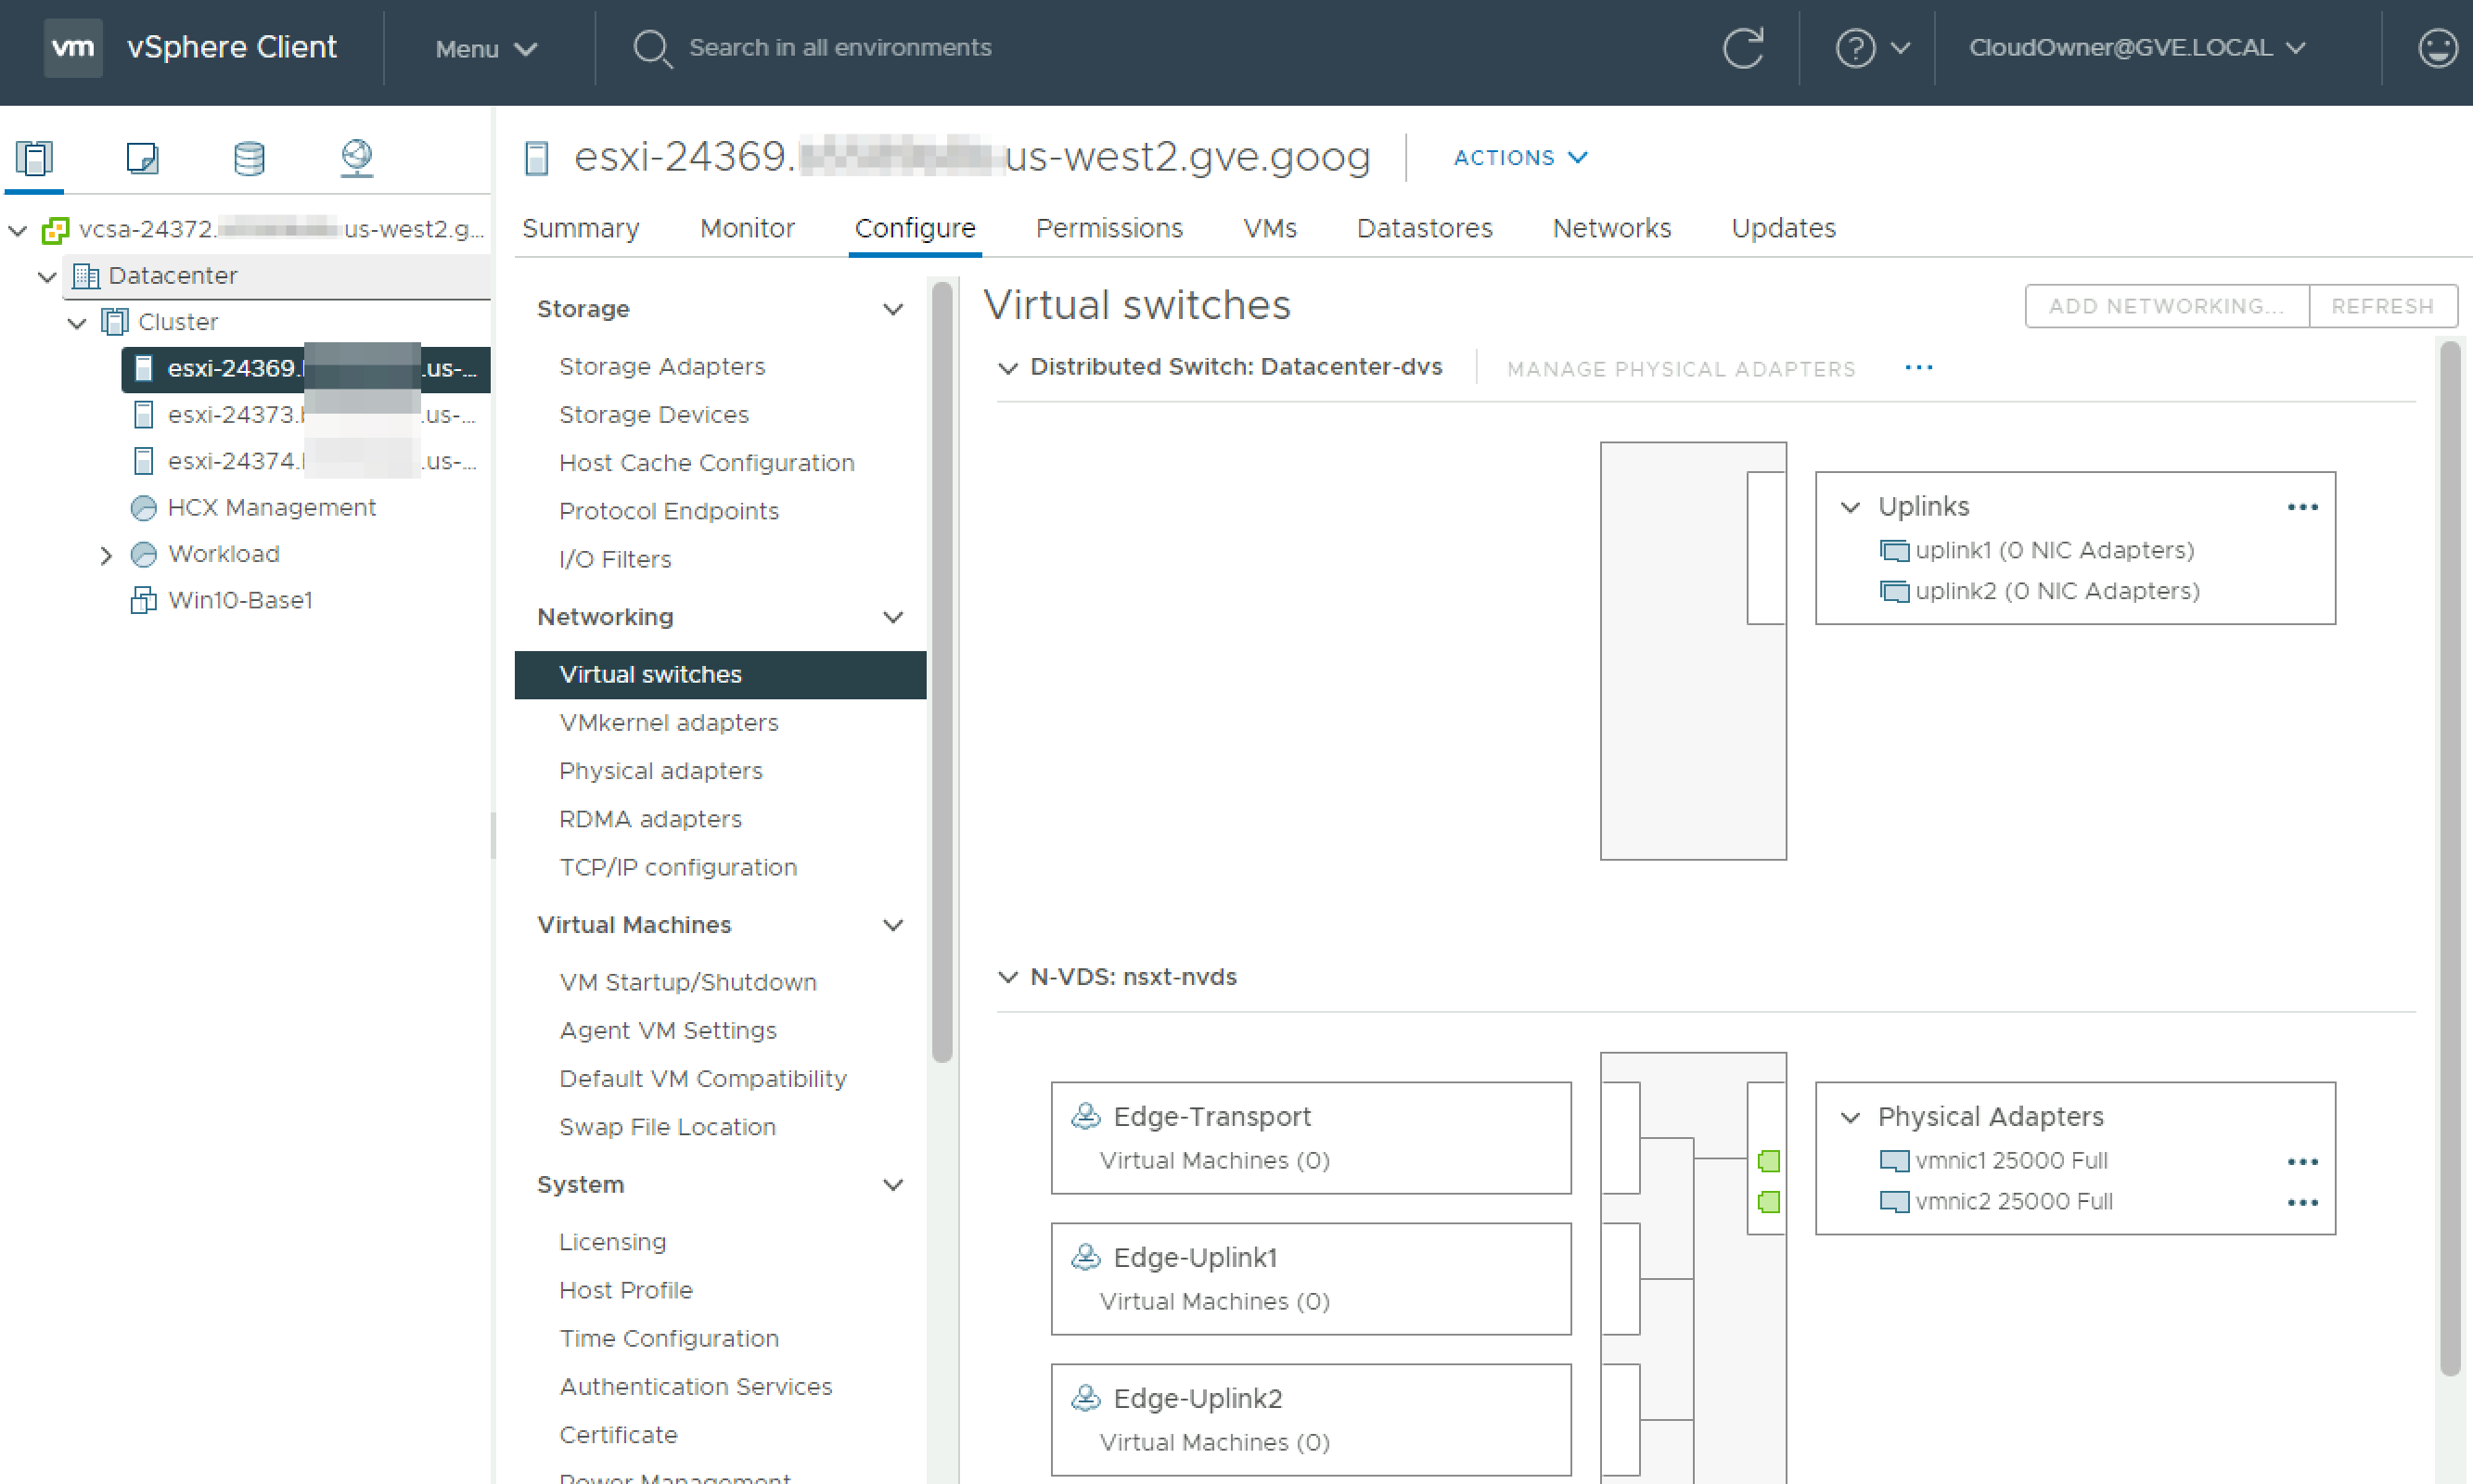 vm vSphere Client Menu Search in all environments CloudOwner@GVE.LOCAL
vcsa-24372. us-west2.g...
Datacenter
Cluster
esxi-24369. .us-...
esxi-24373. .us-...
esxi-24374. .us-...
HCX Management
Workload
Win10-Base1
esxi-24369. us-west2.gve.goog ACTIONS
Summary Monitor Configure Permissions VMs Datastores Networks Updates
Storage
Storage Adapters
Storage Devices
Host Cache Configuration
Protocol Endpoints
I/O Filters
Networking
Virtual switches
VMkernel adapters
Physical adapters
RDMA adapters
TCP/IP configuration
Virtual Machines
VM Startup/Shutdown
Agent VM Settings
Default VM Compatibility
Swap File Location
System
Licensing
Host Profile
Time Configuration
Authentication Services
Certificate
Power Management
Virtual switches
ADD NETWORKING... REFRESH
Distributed Switch: Datacenter-dvs MANAGE PHYSICAL ADAPTERS ...
Uplinks ...
uplink1 (0 NIC Adapters)
uplink2 (0 NIC Adapters)
N-VDS: nsxt-nvds
Edge-Transport
Virtual Machines (0)
Edge-Uplink1
Virtual Machines (0)
Edge-Uplink2
Virtual Machines (0)
Physical Adapters
vmnic1 25000 Full ...
vmnic2 25000 Full ...